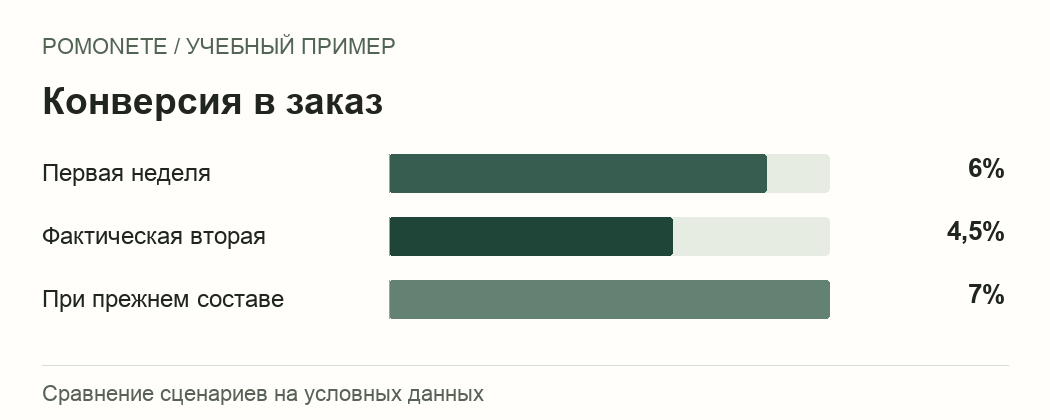 POMONETE / УЧЕБНЫЙ ПРИМЕР
Конверсия в заказ
Первая неделя 6%
Фактическая вторая 4,5%
При прежнем составе 7%
Сравнение сценариев на условных данных